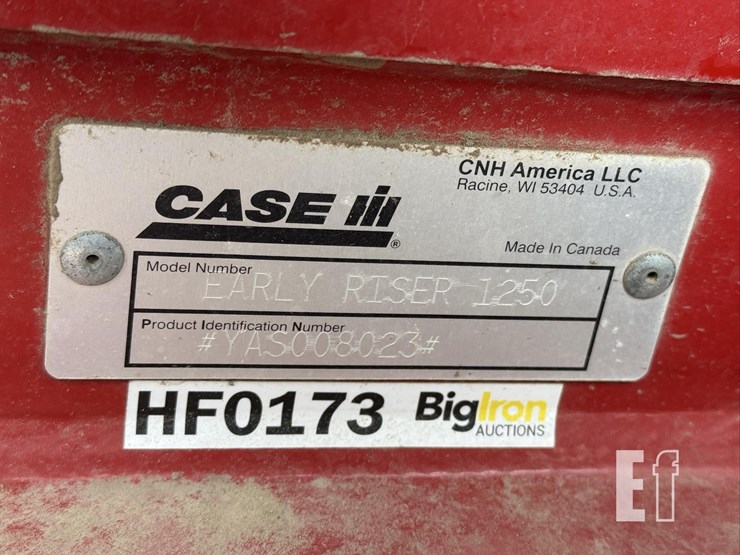 CNH America LLC
Racine, WI 53404 U.S.A.
CASE IH
®
Made In Canada
Model Number
EARLY RISER 1250
Product Identification Number
#YAS008023#
HF0173 BigIron
AUCTIONS
Ef